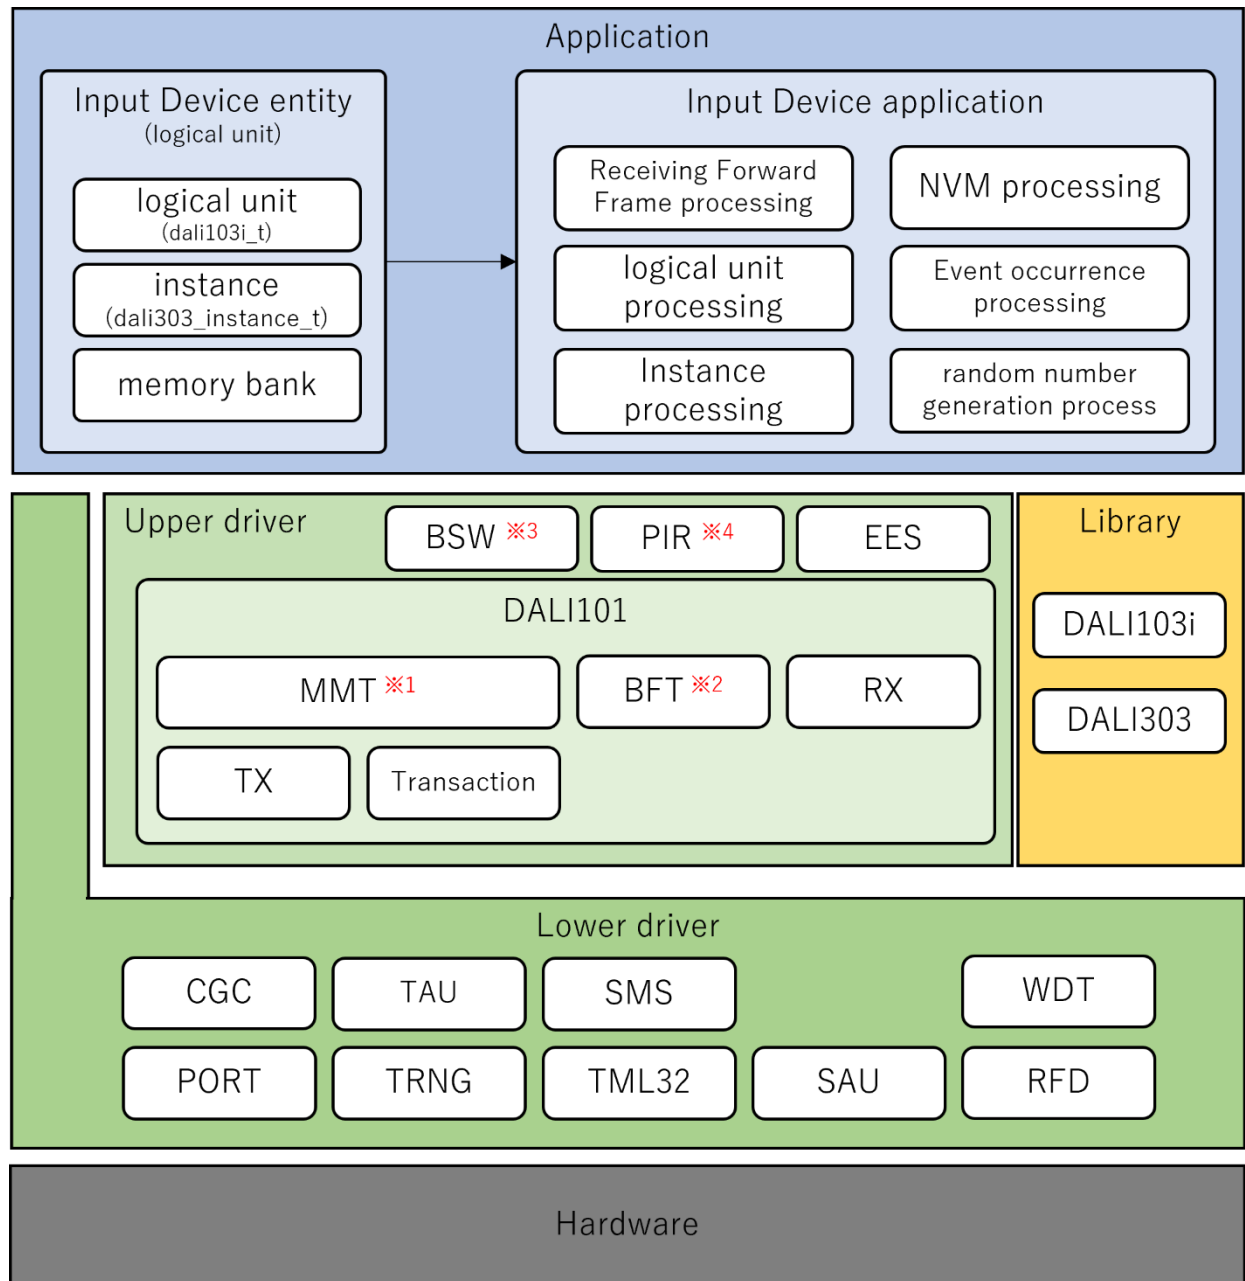 Application
Input Device entity
(logical unit)
logical unit
(dali103i_t)
instance
(dali303_instance_t)
memory bank
Input Device application
Receiving Forward
Frame processing
NVM processing
logical unit
processing
Event occurrence
processing
Instance
processing
random number
generation process
Upper driver
BSW ※3
PIR ※4
EES
DALI101
MMT ※1
BFT ※2
RX
TX
Transaction
Library
DALI103i
DALI303
Lower driver
CGC
TAU
SMS
WDT
PORT
TRNG
TML32
SAU
RFD
Hardware